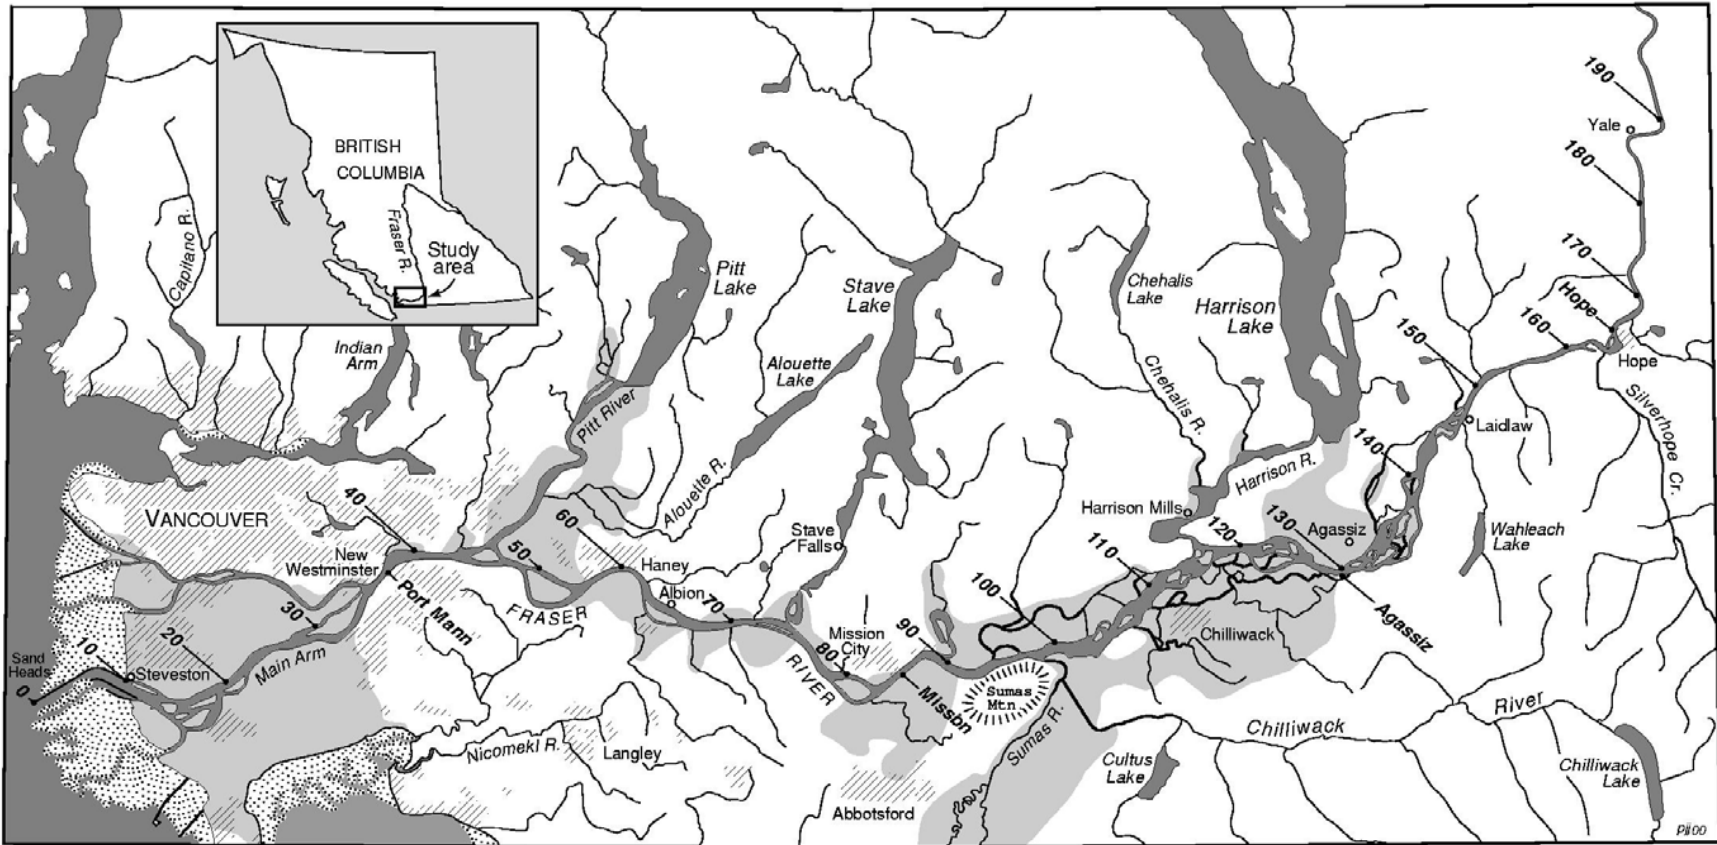 BRITISH
COLUMBIA
Fraser R.
Study
area
Capilano R.
Indian
Arm
Pitt
Lake
Pitt River
Alouette
Lake
Alouette R.
Stave
Lake
Stave
Falls
Chehalis
Lake
Chehalis R.
Harrison
Lake
Harrison R.
Harrison Mills
190
Yale
180
170
Hope
160
Hope
150
Laidlaw
140
Silverhope Cr.
Wahleach
Lake
Agassiz
130
120
110
100
Agassiz
Chilliwack
VANCOUVER
New
Westminster
40
Port Mann
50
60
Haney
Albion
70
FRASER
RIVER
Mission
City
80
90
Missbn
Sumas
Mtn.
Sumas R.
30
20
Main Arm
10
Steveston
Sand
Heads
0
Nicomekl R.
Langley
Abbotsford
Cultus
Lake
Chilliwack
River
Chilliwack
Lake
pii00